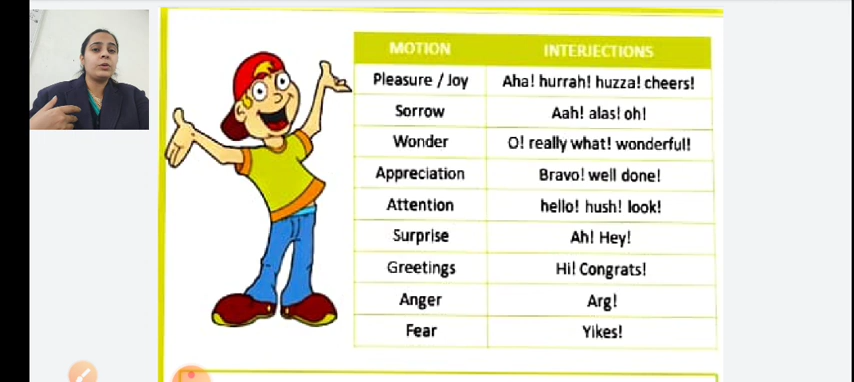 MOTION INTERJECTIONS
Pleasure / Joy Aha! hurrah! huzza! cheers!
Sorrow Aah! alas! oh!
Wonder O! really what! wonderful!
Appreciation Bravo! well done!
Attention hello! hush! look!
Surprise Ah! Hey!
Greetings Hi! Congrats!
Anger Arg!
Fear Yikes!